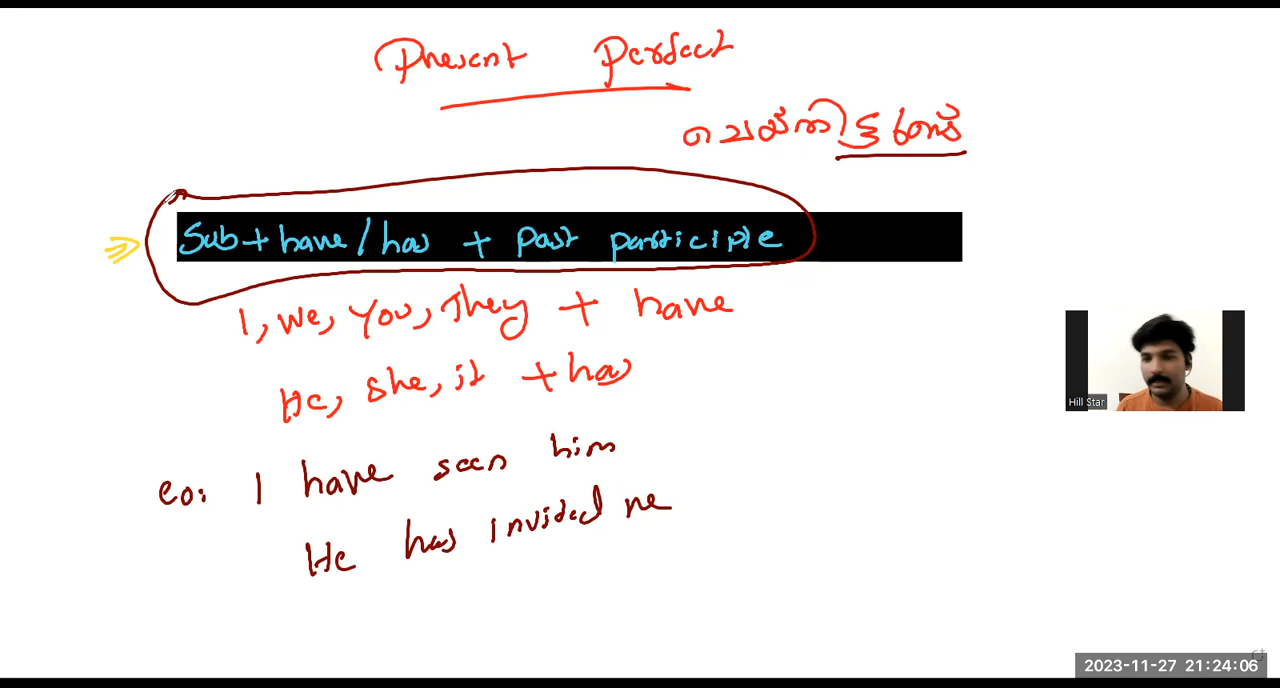 Present Perfect
ചെയ്തിട്ടുണ്ട്
Sub + have / has + Past participle
I, we, you, They + have
He, she, it + has
eg: I have seen him
He has invided me
Hill Star
2023-11-27 21:24:06